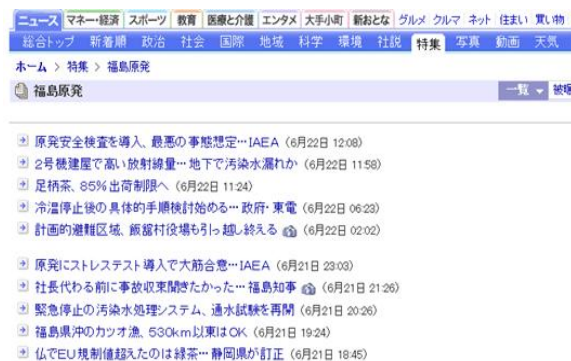 ニュース マネー・経済 スポーツ 教育 医療と介護 エンタメ 大手小町 新おとな グルメ クルマ ネット 住まい 買い物
総合トップ 新着順 政治 社会 国際 地域 科学 環境 社説 特集 写真 動画 天気
ホーム > 特集 > 福島原発
福島原発 一覧
原発安全検査を導入、最悪の事態想定…IAEA (6月22日 12:08)
2号機建屋で高い放射線量…地下で汚染水漏れか (6月22日 11:58)
足柄茶、85%出荷制限へ (6月22日 11:24)
冷温停止後の具体的手順検討始める…政府・東電 (6月22日 06:23)
計画的避難区域、飯舘村役場も引っ越し終える (6月22日 02:02)
原発にストレステスト導入で大筋合意…IAEA (6月21日 23:03)
社長代わる前に事故収束聞きたかった…福島知事 (6月21日 21:26)
緊急停止の汚染水処理システム、通水試験を再開 (6月21日 20:26)
福島県沖のカツオ漁、530km以東はOK (6月21日 19:24)
仏でEU規制値超えたのは緑茶…静岡県が訂正 (6月21日 18:45)